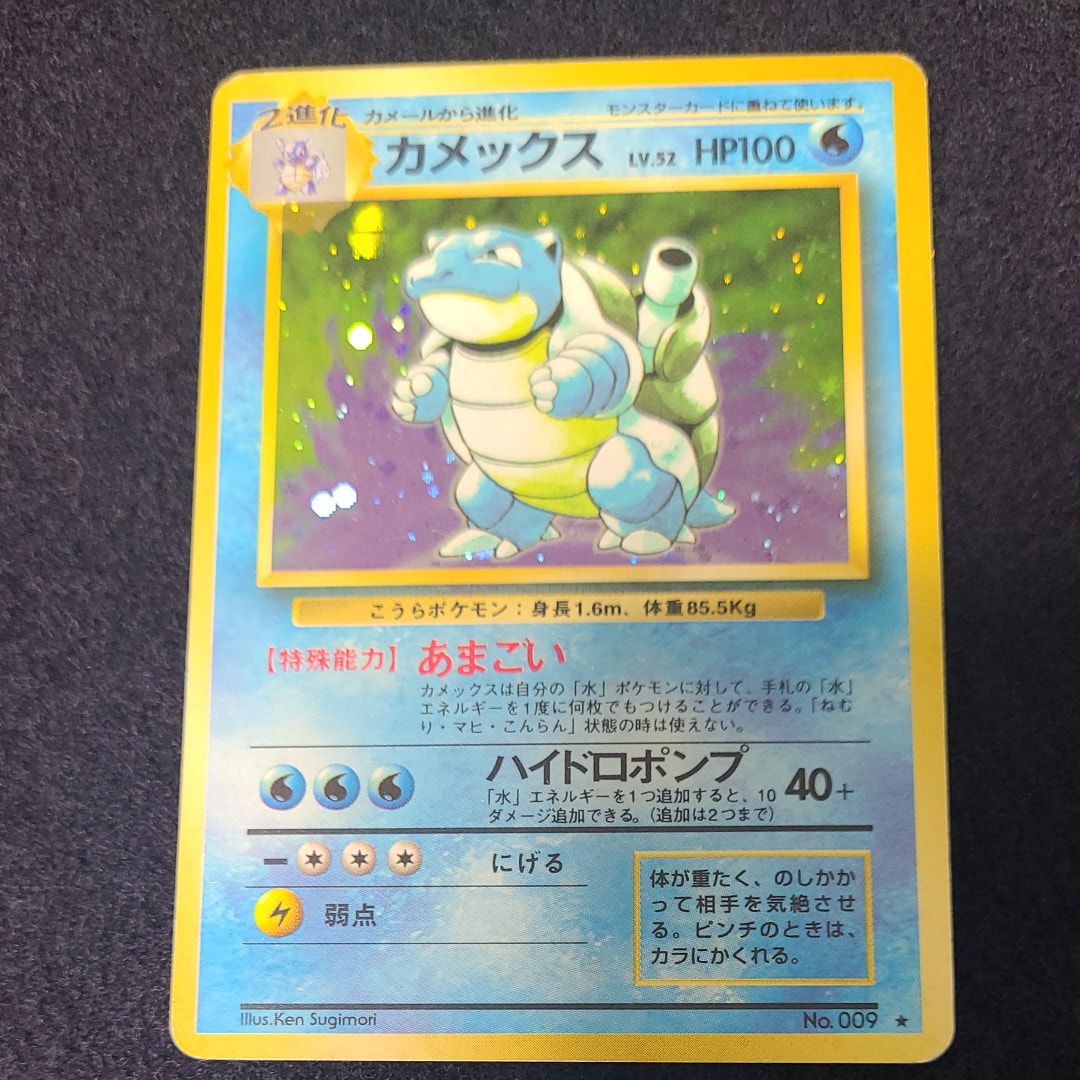 2進化
カメールから進化
モンスターカードに重ねて使います。
カメックス LV.52 HP100
こうらポケモン：身長1.6m、体重85.5Kg
【特殊能力】 あまごい
カメックスは自分の「水」ポケモンに対して、手札の「水」
エネルギーを1度に何枚でもつけることができる。「ねむ
り・マヒ・こんらん」状態の時は使えない。
ハイドロポンプ 40+
「水」エネルギーを1つ追加すると、10
ダメージ追加できる。（追加は2つまで）
ー にげる
弱点
体が重たく、のしかか
って相手を気絶させ
る。ピンチのときは、
カラにかくれる。
Illus.Ken Sugimori
No. 009 ★